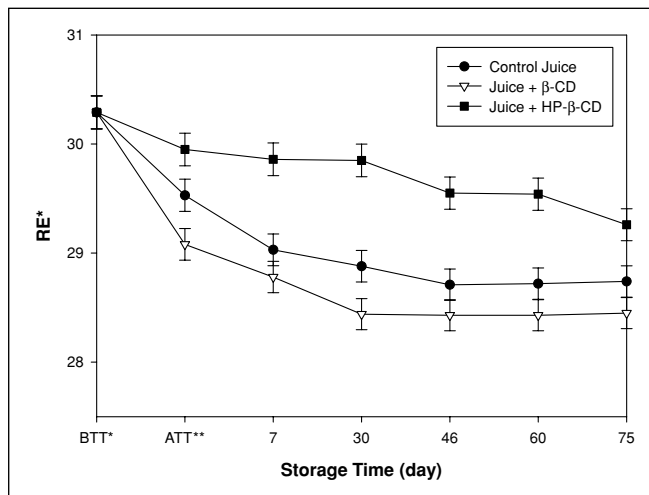 31
30
29
28
RE*
Control Juice
Juice + β-CD
Juice + HP-β-CD
BTT* ATT** 7 30 46 60 75
Storage Time (day)